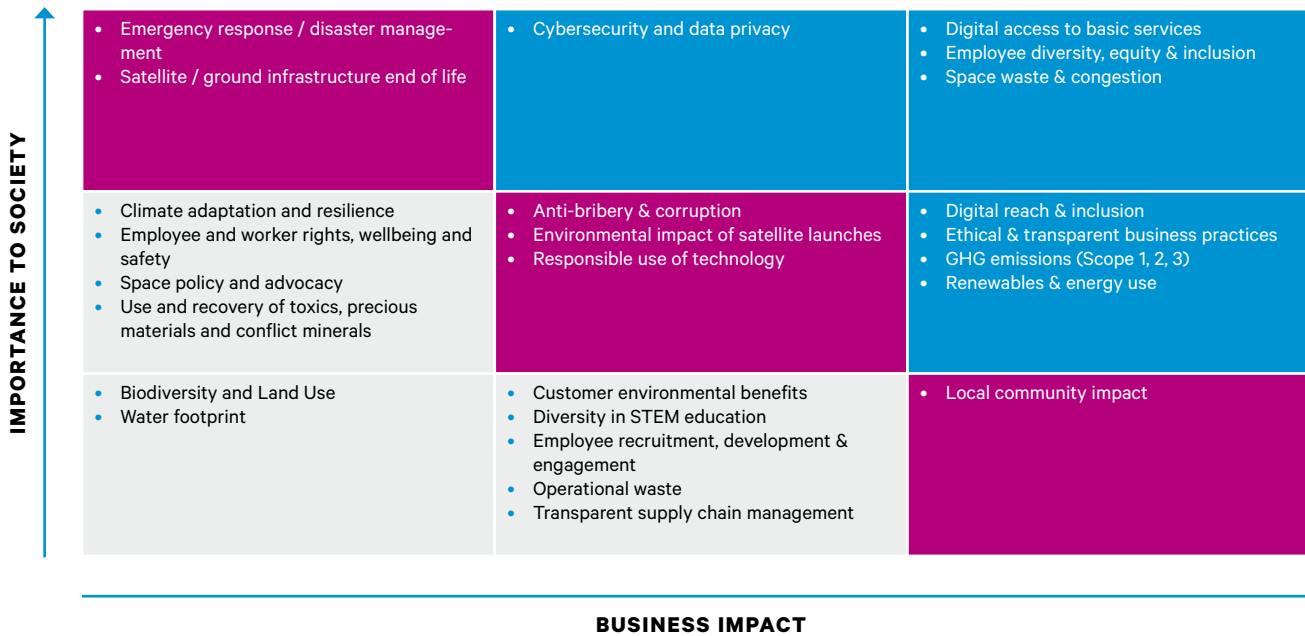 IMPORTANCE TO SOCIETY
• Emergency response / disaster manage-
ment
• Satellite / ground infrastructure end of life
• Cybersecurity and data privacy
• Digital access to basic services
• Employee diversity, equity & inclusion
• Space waste & congestion
• Climate adaptation and resilience
• Employee and worker rights, wellbeing and
safety
• Space policy and advocacy
• Use and recovery of toxics, precious
materials and conflict minerals
• Anti-bribery & corruption
• Environmental impact of satellite launches
• Responsible use of technology
• Digital reach & inclusion
• Ethical & transparent business practices
• GHG emissions (Scope 1, 2, 3)
• Renewables & energy use
• Biodiversity and Land Use
• Water footprint
• Customer environmental benefits
• Diversity in STEM education
• Employee recruitment, development &
engagement
• Operational waste
• Transparent supply chain management
• Local community impact
BUSINESS IMPACT